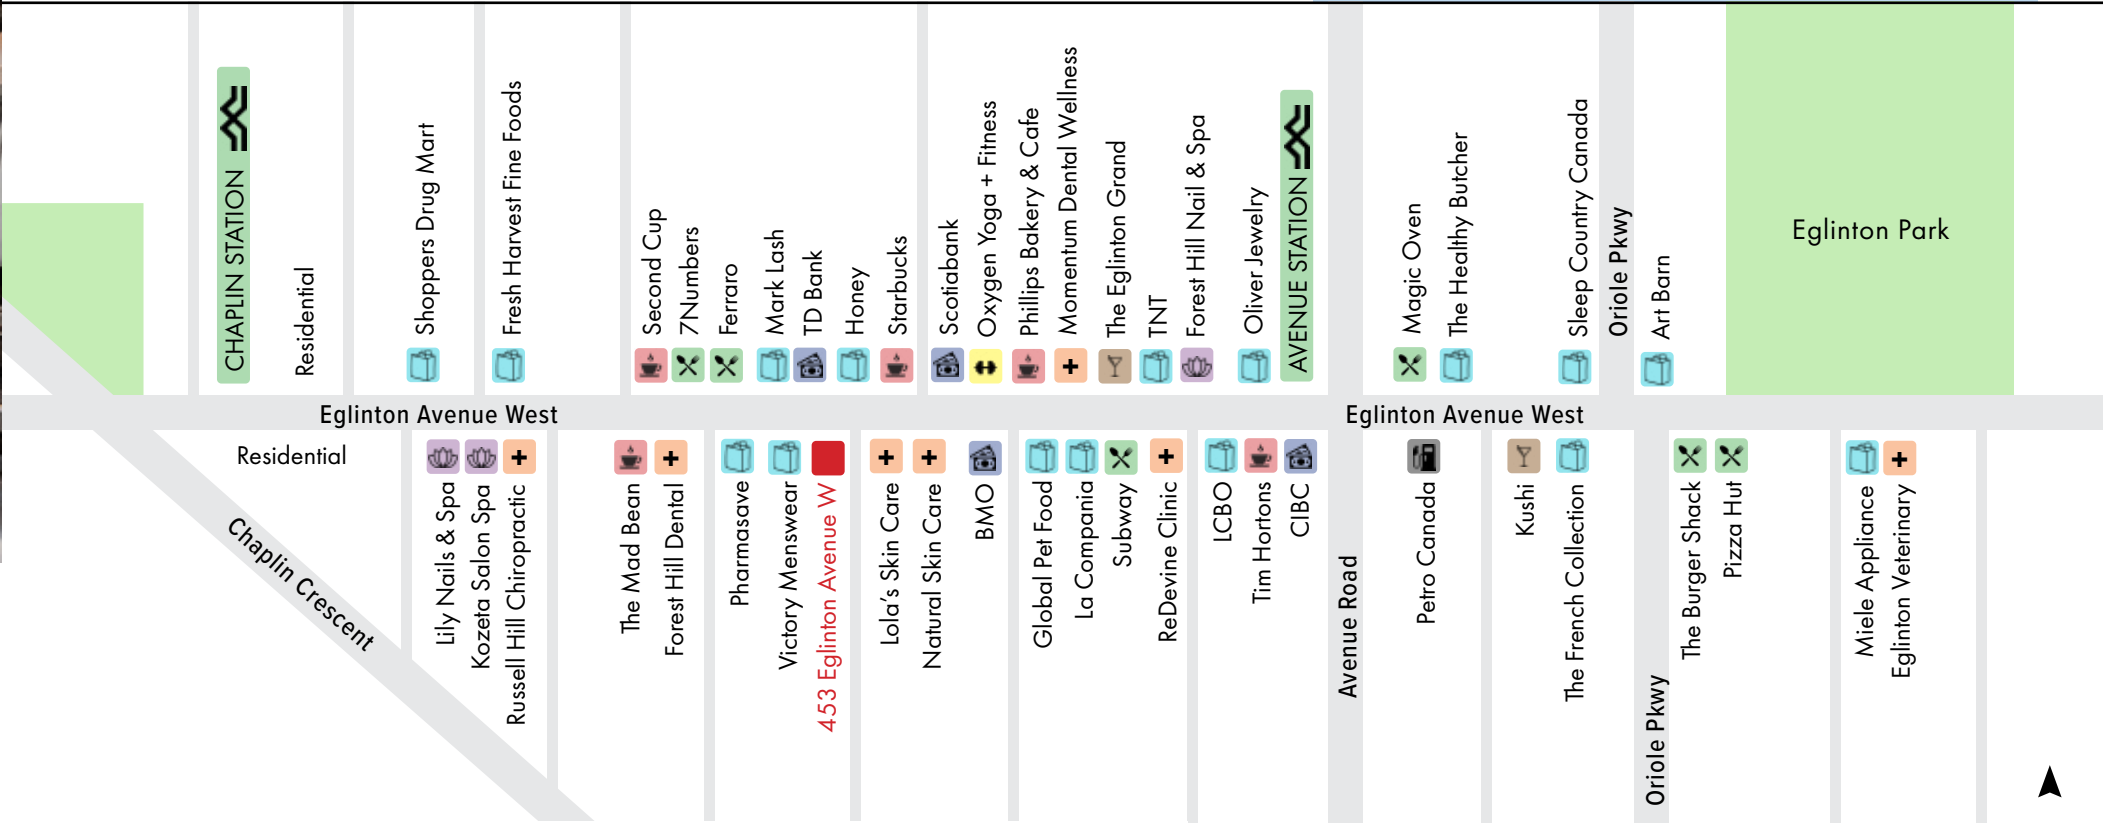 CHAPLIN STATION
Residential
Shoppers Drug Mart
Fresh Harvest Fine Foods
Second Cup
7Numbers
Ferraro
Mark Lash
TD Bank
Honey
Starbucks
Scotiabank
Oxygen Yoga + Fitness
Phillips Bakery & Cafe
Momentum Dental Wellness
The Eglinton Grand
TNT
Forest Hill Nail & Spa
Oliver Jewelry
AVENUE STATION
Magic Oven
The Healthy Butcher
Sleep Country Canada
Oriole Pkwy
Art Barn
Eglinton Park
Eglinton Avenue West
Eglinton Avenue West
Residential
Chaplin Crescent
Lily Nails & Spa
Kozeta Salon Spa
Russell Hill Chiropractic
The Mad Bean
Forest Hill Dental
Pharmasave
Victory Menswear
453 Eglinton Avenue W
Lola's Skin Care
Natural Skin Care
BMO
Global Pet Food
La Compania
Subway
ReDevine Clinic
LCBO
Tim Hortons
CIBC
Avenue Road
Petro Canada
Kushi
The French Collection
Oriole Pkwy
The Burger Shack
Pizza Hut
Miele Appliance
Eglinton Veterinary